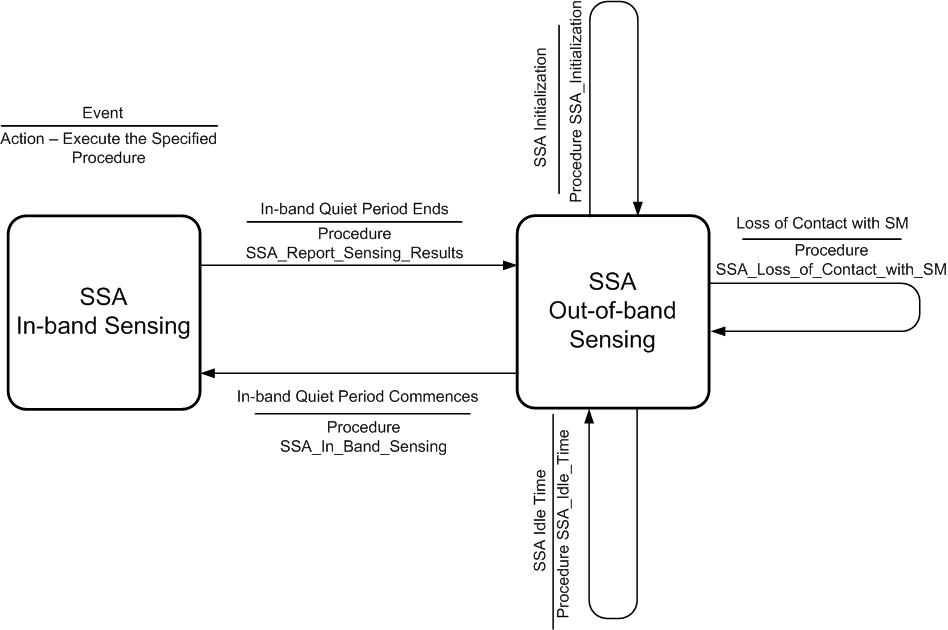 SSA Initialization
Procedure SSA_Initialization
Event
Action – Execute the Specified
Procedure
In-band Quiet Period Ends
Procedure
SSA_Report_Sensing_Results
Loss of Contact with SM
Procedure
SSA_Loss_of_Contact_with_SM
SSA
In-band Sensing
SSA
Out-of-band
Sensing
In-band Quiet Period Commences
Procedure
SSA_In_Band_Sensing
SSA Idle Time
Procedure SSA_Idle_Time